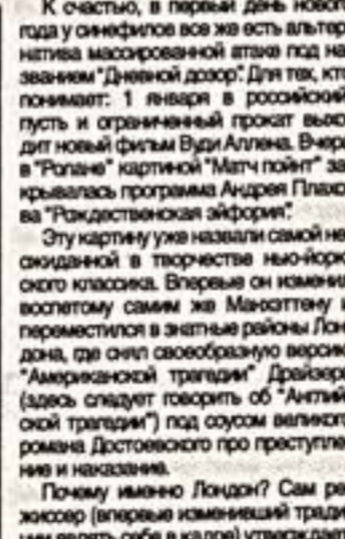 К счастью, в первый день нового
года у синефилов все же есть альтер
натива массированной атаке под на
званием "Дневной дозор". Для тех, кто
понимает: 1 января в российский
пусть и ограниченный прокат выхо
дит новый фильм Вуди Аллена. Вчера
в "Ролане" картиной "Матч пойнт" за
крывалась программа Андрея Плахо
ва "Рождественская эйфория".
Эту картину уже назвали самой не
ожиданной в творчестве нью-йорк
ского классика. Впервые он изменил
воспетому самим же Манхэттену и
переместился в знатные районы Лон
дона, где снял своеобразную версию
"Американской трагедии" Драйзера
(здесь следует говорить об "Англий
ской трагедии") под соусом великого
романа Достоевского про преступле
ние и наказание.
Почему именно Лондон? Сам ре
жиссер (впервые изменивший тради
ции являть себя в кадре) утверждает